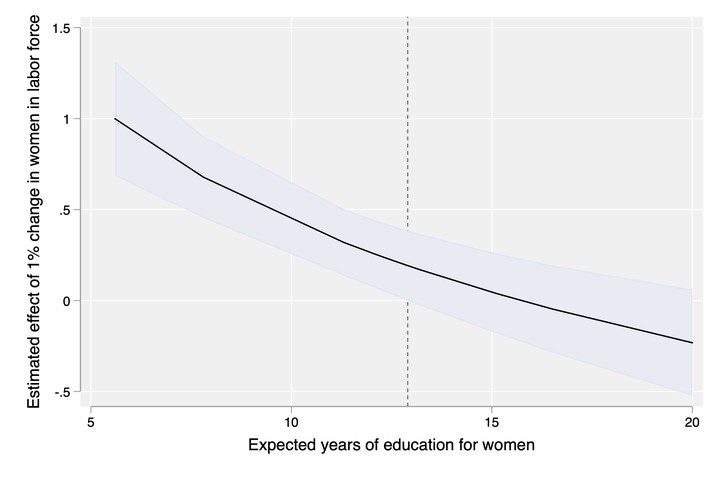 Estimated effect of 1% change in women in labor force
1.5
1
.5
0
-.5
5 10 15 20
Expected years of education for women